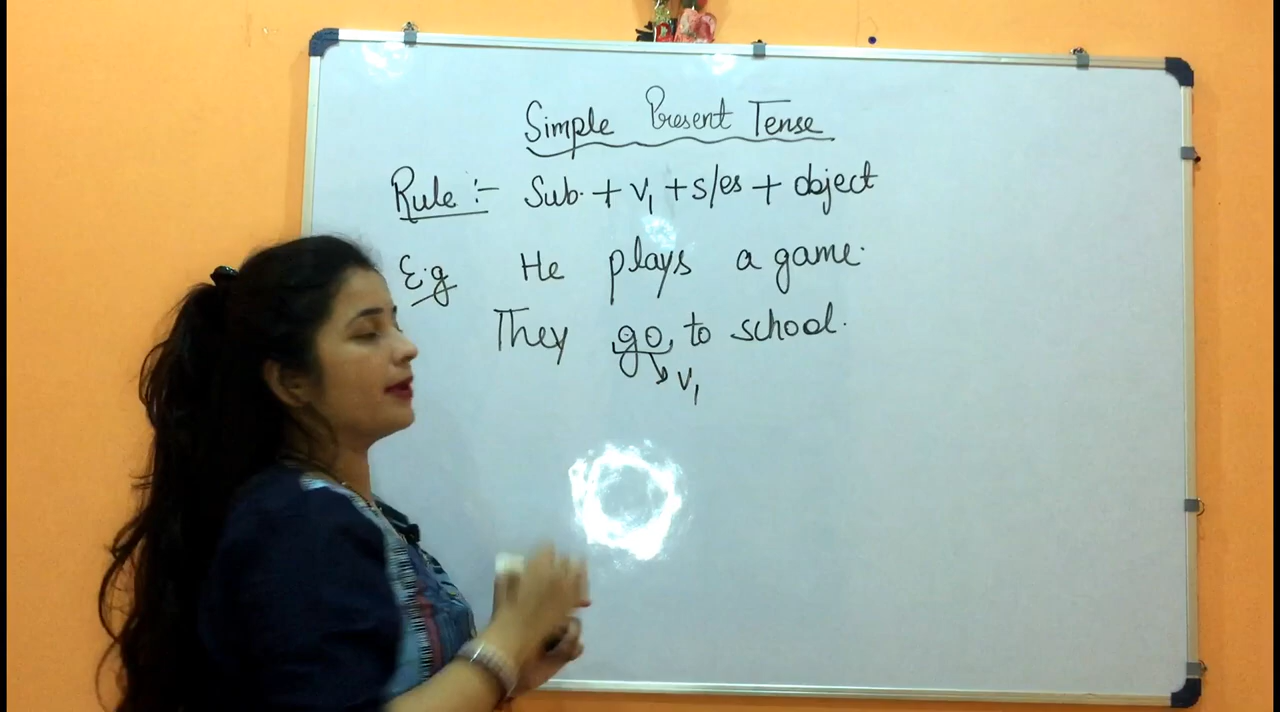 Simple Present Tense
Rule :- Sub. + V1 + s/es + object
E.g He plays a game.
They go to school.
V1